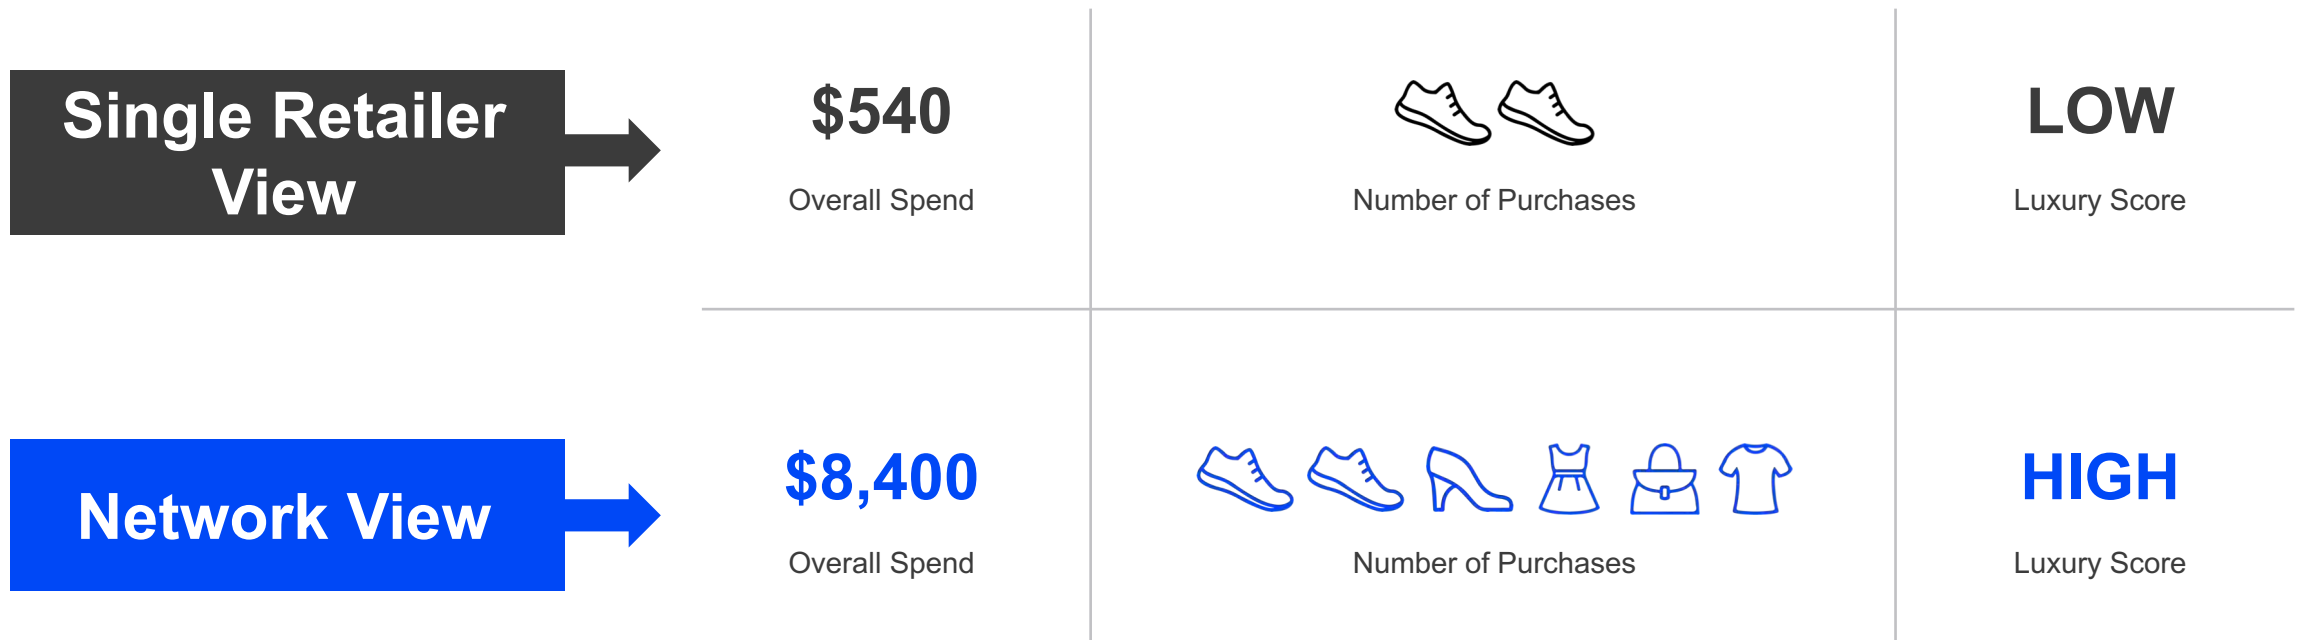 Single Retailer
View
$540
Overall Spend
Number of Purchases
LOW
Luxury Score
Network View
$8,400
Overall Spend
Number of Purchases
HIGH
Luxury Score